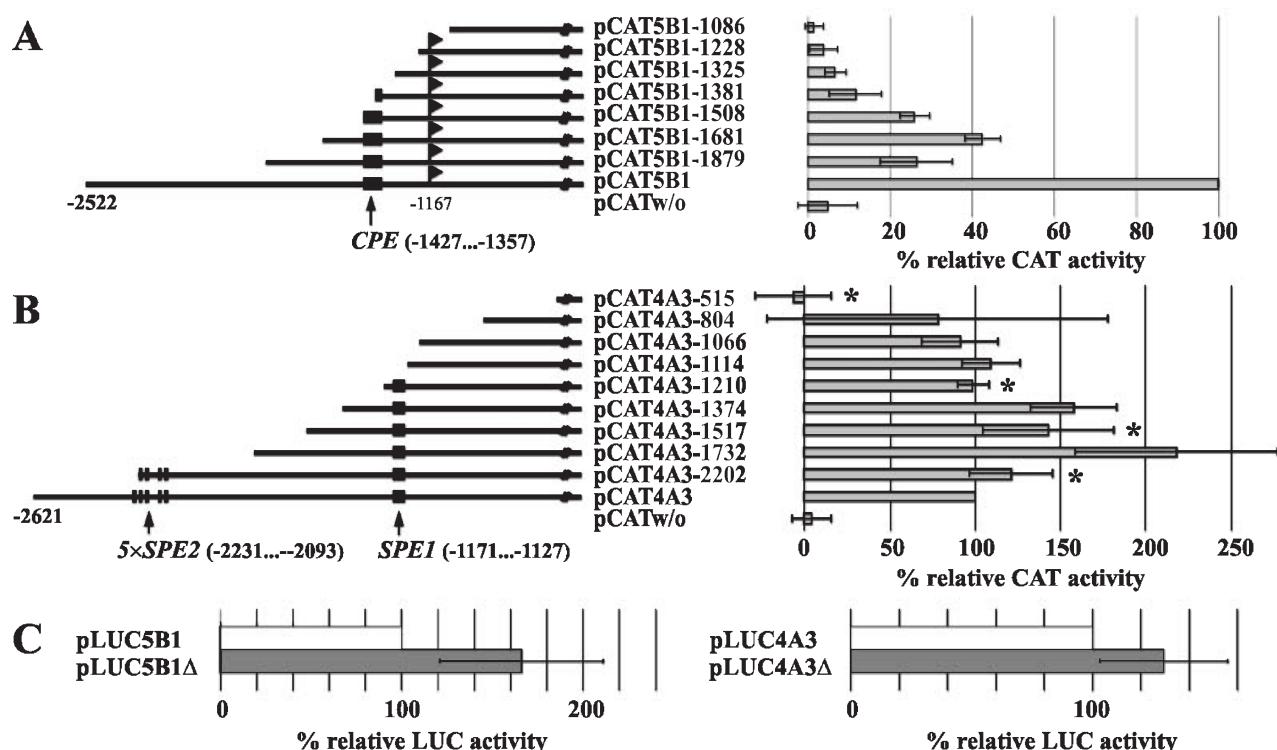 A
pCAT5B1-1086
pCAT5B1-1228
pCAT5B1-1325
pCAT5B1-1381
pCAT5B1-1508
pCAT5B1-1681
pCAT5B1-1879
pCAT5B1
-2522
-1167
pCATw/o
CPE (-1427...-1357)
0 20 40 60 80 100
% relative CAT activity
B
pCAT4A3-515
*
pCAT4A3-804
pCAT4A3-1066
pCAT4A3-1114
pCAT4A3-1210
*
pCAT4A3-1374
pCAT4A3-1517
*
pCAT4A3-1732
pCAT4A3-2202
*
pCAT4A3
-2621
pCATw/o
5×SPE2 (-2231...--2093)
SPE1 (-1171...-1127)
0 50 100 150 200 250
% relative CAT activity
C
pLUC5B1
pLUC5B1Δ
0 100 200
% relative LUC activity
pLUC4A3
pLUC4A3Δ
0 100
% relative LUC activity